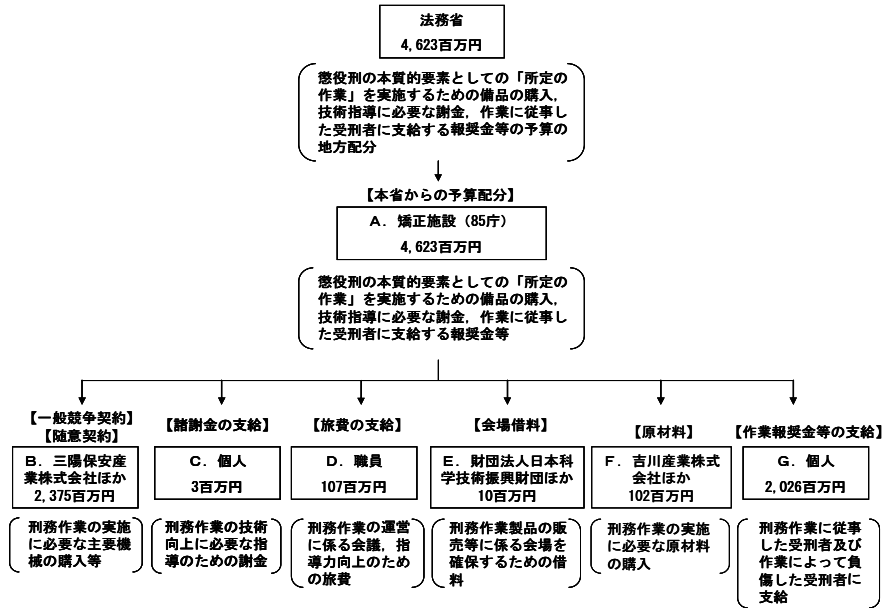 法務省
4,623百万円
懲役刑の本質的要素としての「所定の
作業」を実施するための備品の購入,
技術指導に必要な謝金, 作業に従事し
た受刑者に支給する報奨金等の予算の
地方配分
【本省からの予算配分】
A. 矯正施設（85庁）
4,623百万円
懲役刑の本質的要素としての「所定の
作業」を実施するための備品の購入,
技術指導に必要な謝金, 作業に従事し
た受刑者に支給する報奨金等
【一般競争契約】
【随意契約】
B. 三陽保安産
業株式会社ほか
2,375百万円
刑務作業の実施
に必要な主要機
械の購入等
【諸謝金の支給】
C. 個人
3百万円
刑務作業の技術
向上に必要な指
導のための謝金
【旅費の支給】
D. 職員
107百万円
刑務作業の運営
に係る会議, 指
導力向上のため
の旅費
【会場借料】
E. 財団法人日本科
学技術振興財団ほか
10百万円
刑務作業製品の販
売等に係る会場を
確保するための借
料
【原材料】
F. 吉川産業株式
会社ほか
102百万円
刑務作業の実施
に必要な原材料
の購入
【作業報奨金等の支給】
G. 個人
2,026百万円
刑務作業に従事
した受刑者及び
作業によって負
傷した受刑者に
支給